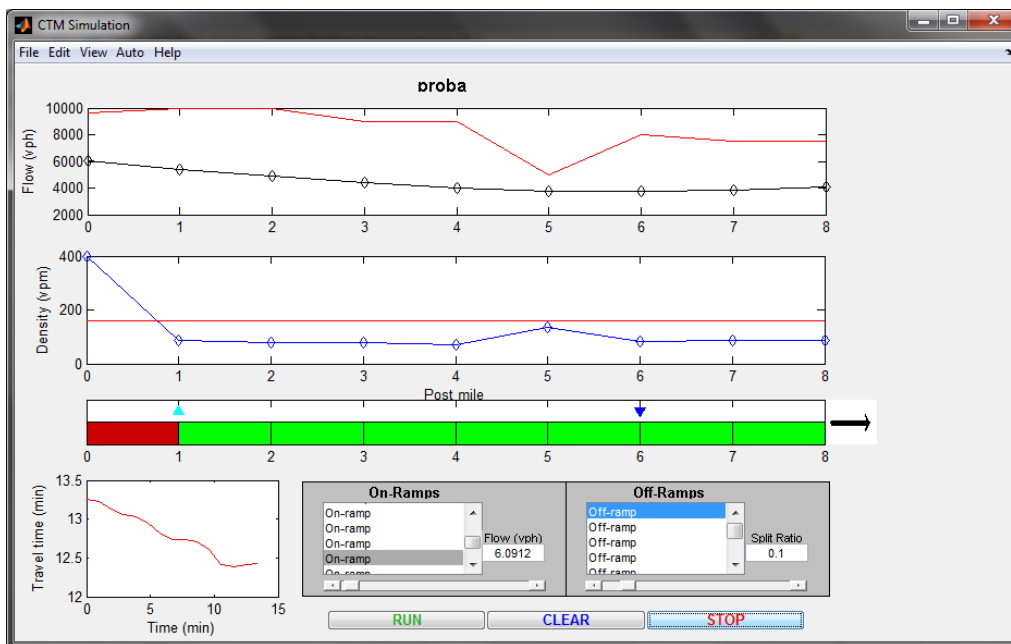 CTM Simulation
File Edit View Auto Help
proba
10000
8000
6000
4000
2000
Flow (vph)
0 1 2 3 4 5 6 7 8
400
200
0
Density (vpm)
0 1 2 3 4 5 6 7 8
Post mile
0 1 2 3 4 5 6 7 8
13.5
13
12.5
12
Travel time (min)
0 5 10 15
Time (min)
On-Ramps
On-ramp
On-ramp
On-ramp
On-ramp
On-ramp
Flow (vph)
6.0912
Off-Ramps
Off-ramp
Off-ramp
Off-ramp
Off-ramp
Off-ramp
Split Ratio
0.1
RUN CLEAR STOP